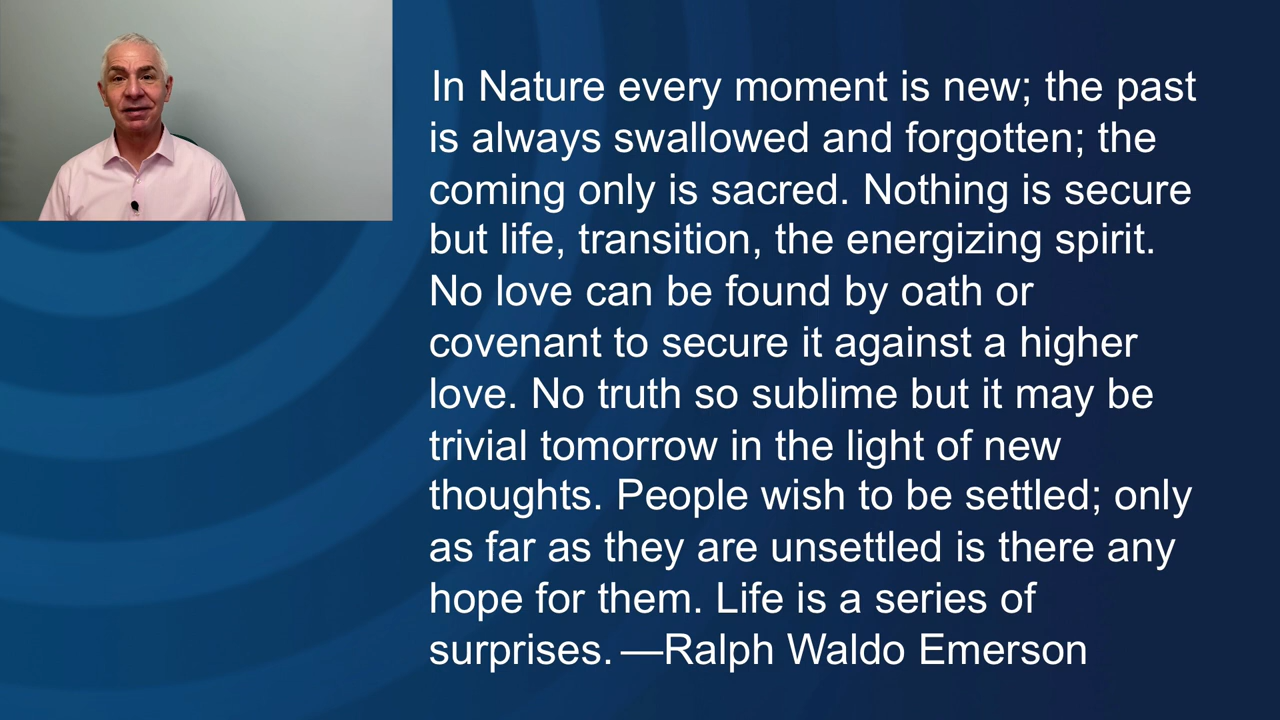 In Nature every moment is new; the past
is always swallowed and forgotten; the
coming only is sacred. Nothing is secure
but life, transition, the energizing spirit.
No love can be found by oath or
covenant to secure it against a higher
love. No truth so sublime but it may be
trivial tomorrow in the light of new
thoughts. People wish to be settled; only
as far as they are unsettled is there any
hope for them. Life is a series of
surprises. —Ralph Waldo Emerson